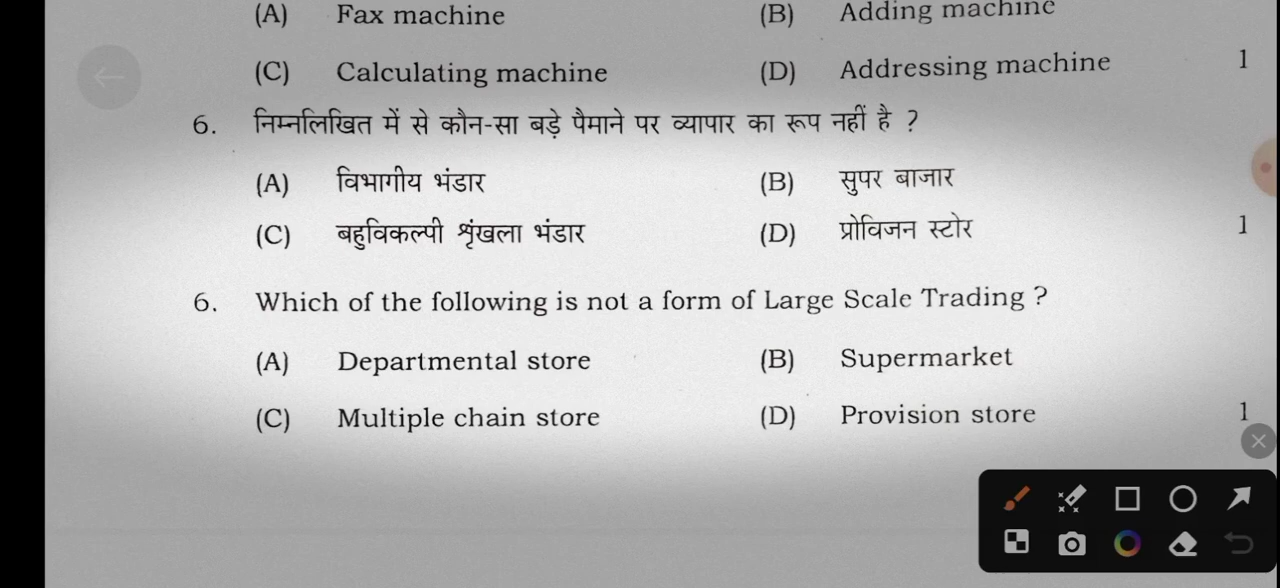 (A) Fax machine (B) Adding machine
(C) Calculating machine (D) Addressing machine 1
6. निम्नलिखित में से कौन-सा बड़े पैमाने पर व्यापार का रूप नहीं है ?
(A) विभागीय भंडार (B) सुपर बाजार
(C) बहुविकल्पी शृंखला भंडार (D) प्रोविजन स्टोर 1
6. Which of the following is not a form of Large Scale Trading ?
(A) Departmental store (B) Supermarket
(C) Multiple chain store (D) Provision store 1